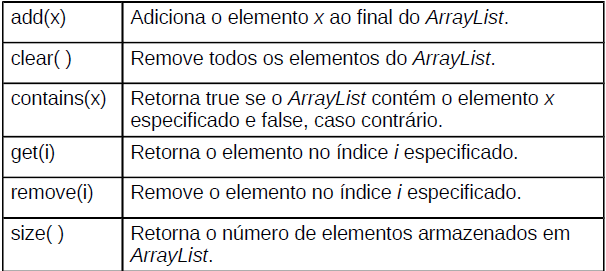 add(x) Adiciona o elemento x ao final do ArrayList.
clear( ) Remove todos os elementos do ArrayList.
contains(x) Retorna true se o ArrayList contém o elemento x
especificado e false, caso contrário.
get(i) Retorna o elemento no índice i especificado.
remove(i) Remove o elemento no índice i especificado.
size( ) Retorna o número de elementos armazenados em
ArrayList.